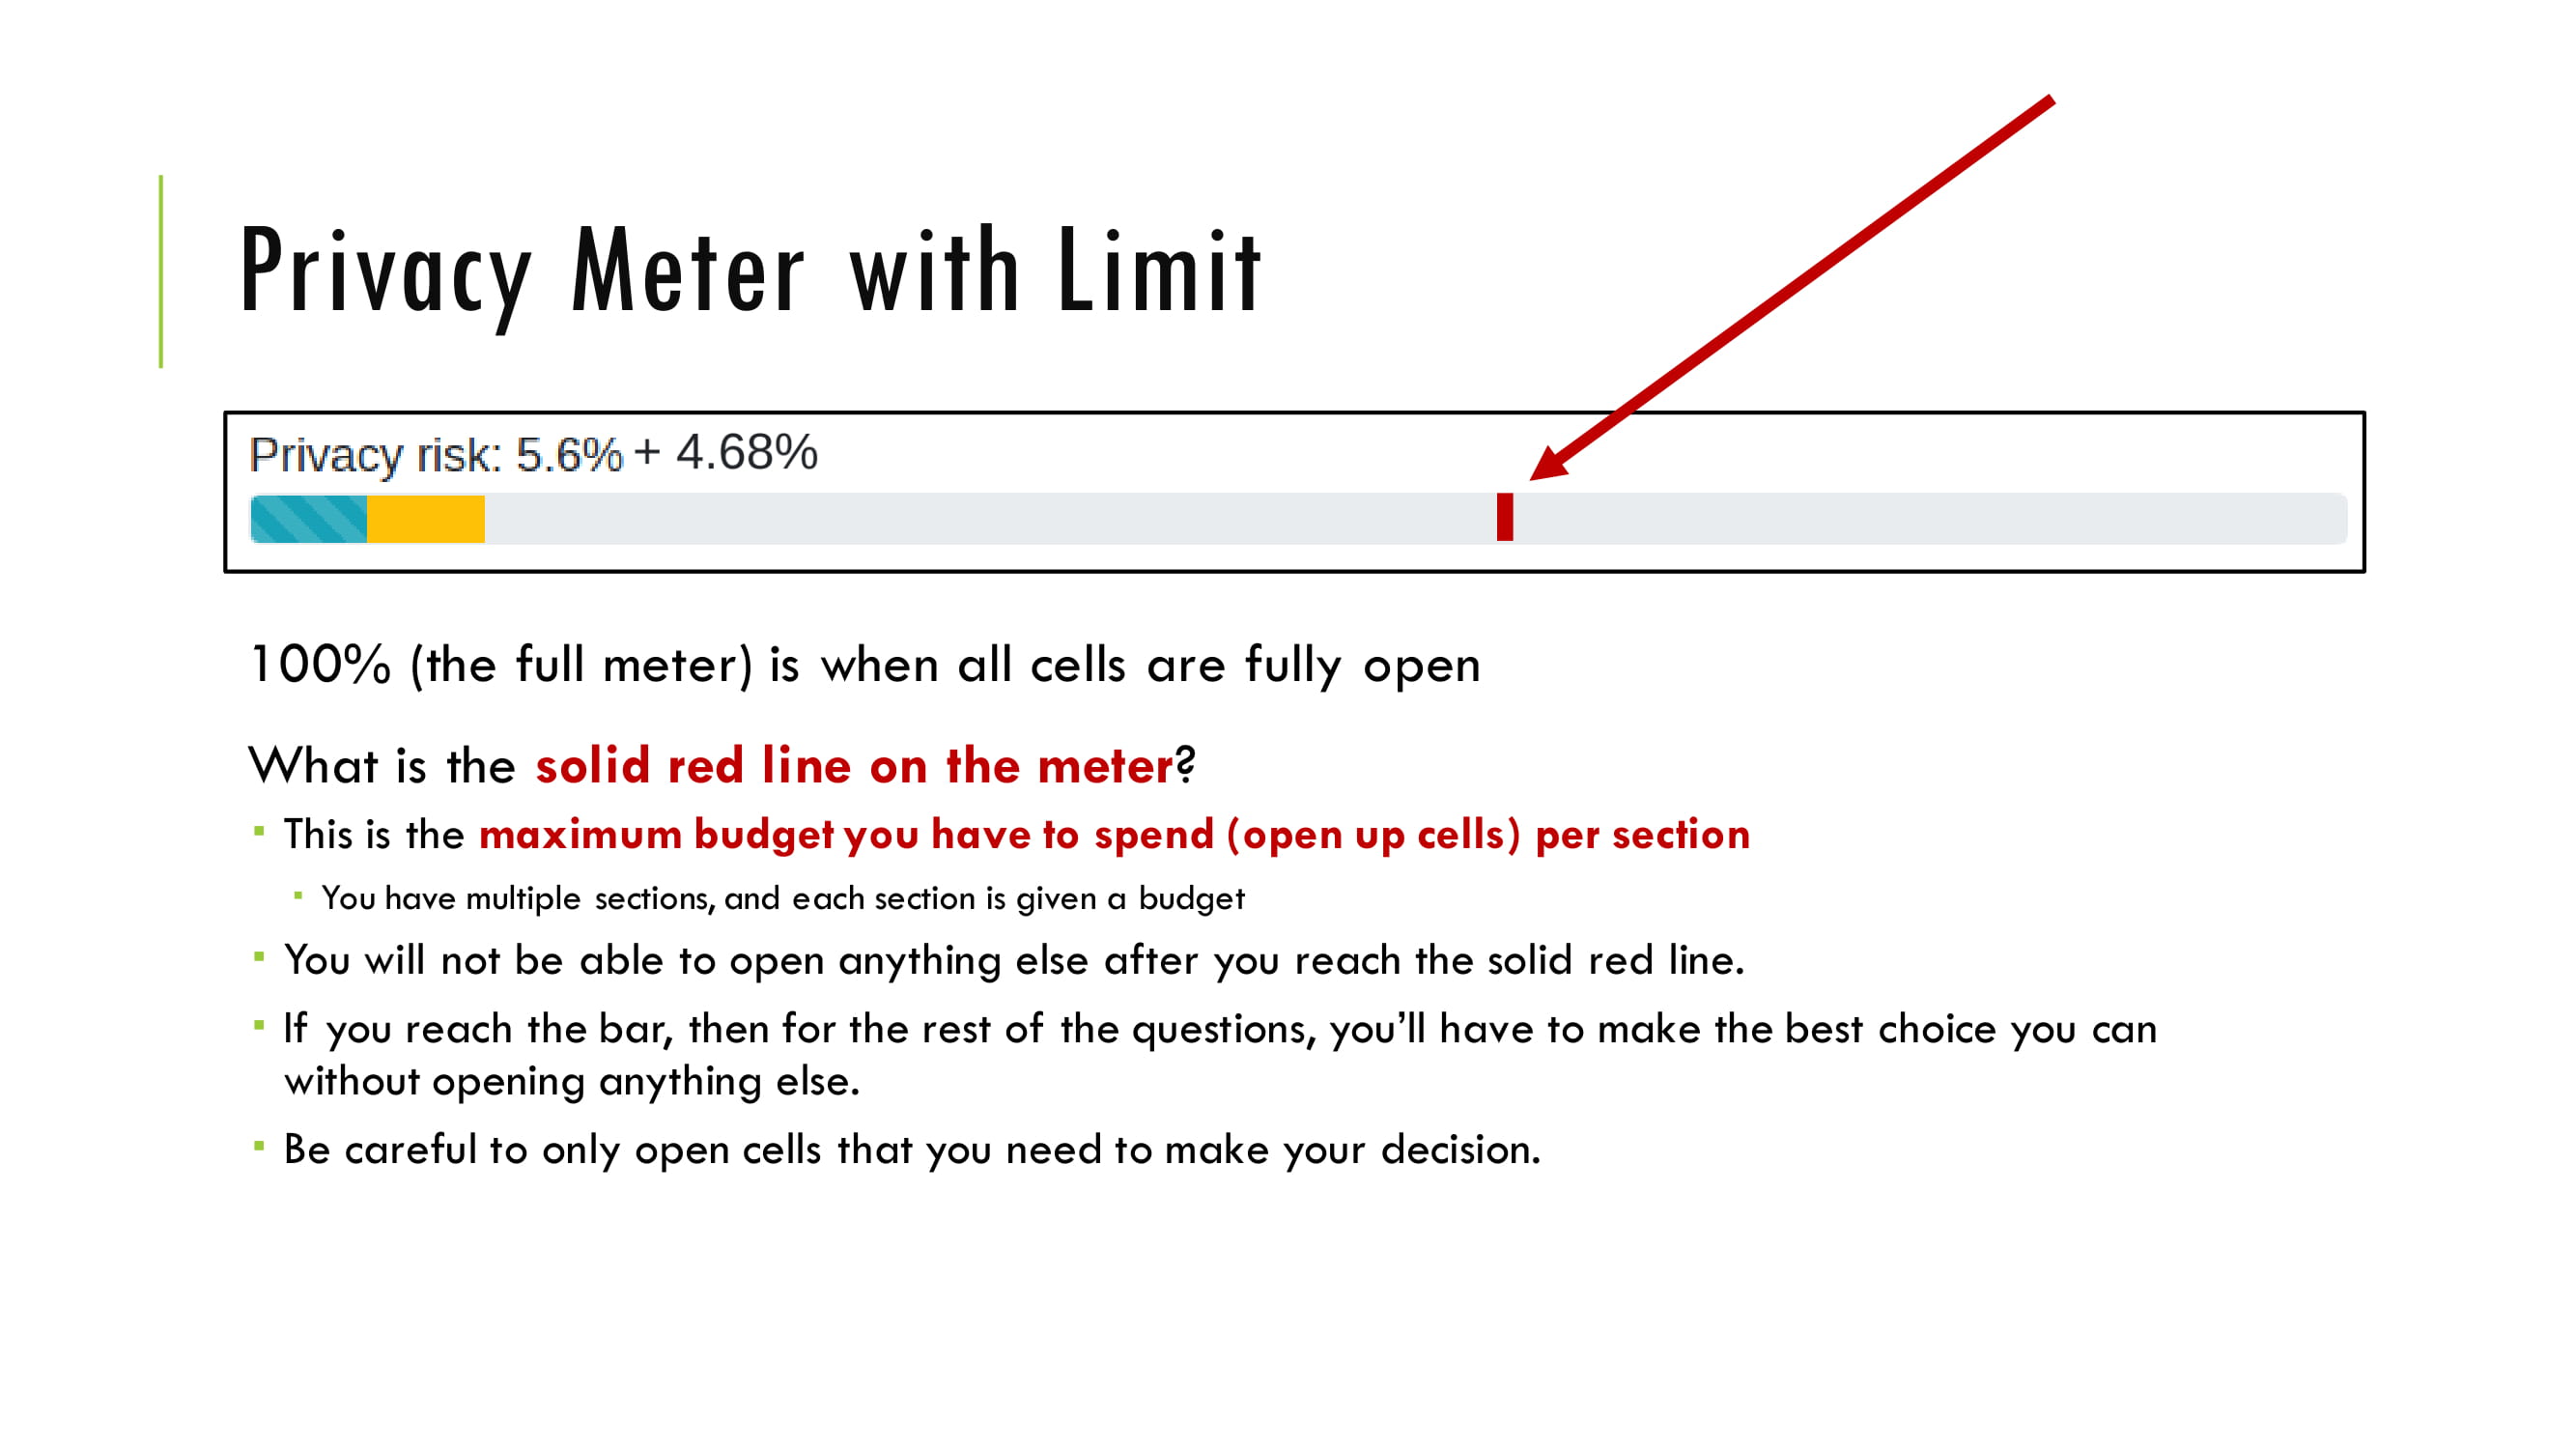 Privacy Meter with Limit
Privacy risk: 5.6% + 4.68%
100% (the full meter) is when all cells are fully open
What is the solid red line on the meter?
This is the maximum budget you have to spend (open up cells) per section
You have multiple sections, and each section is given a budget
You will not be able to open anything else after you reach the solid red line.
If you reach the bar, then for the rest of the questions, you’ll have to make the best choice you can
without opening anything else.
Be careful to only open cells that you need to make your decision.